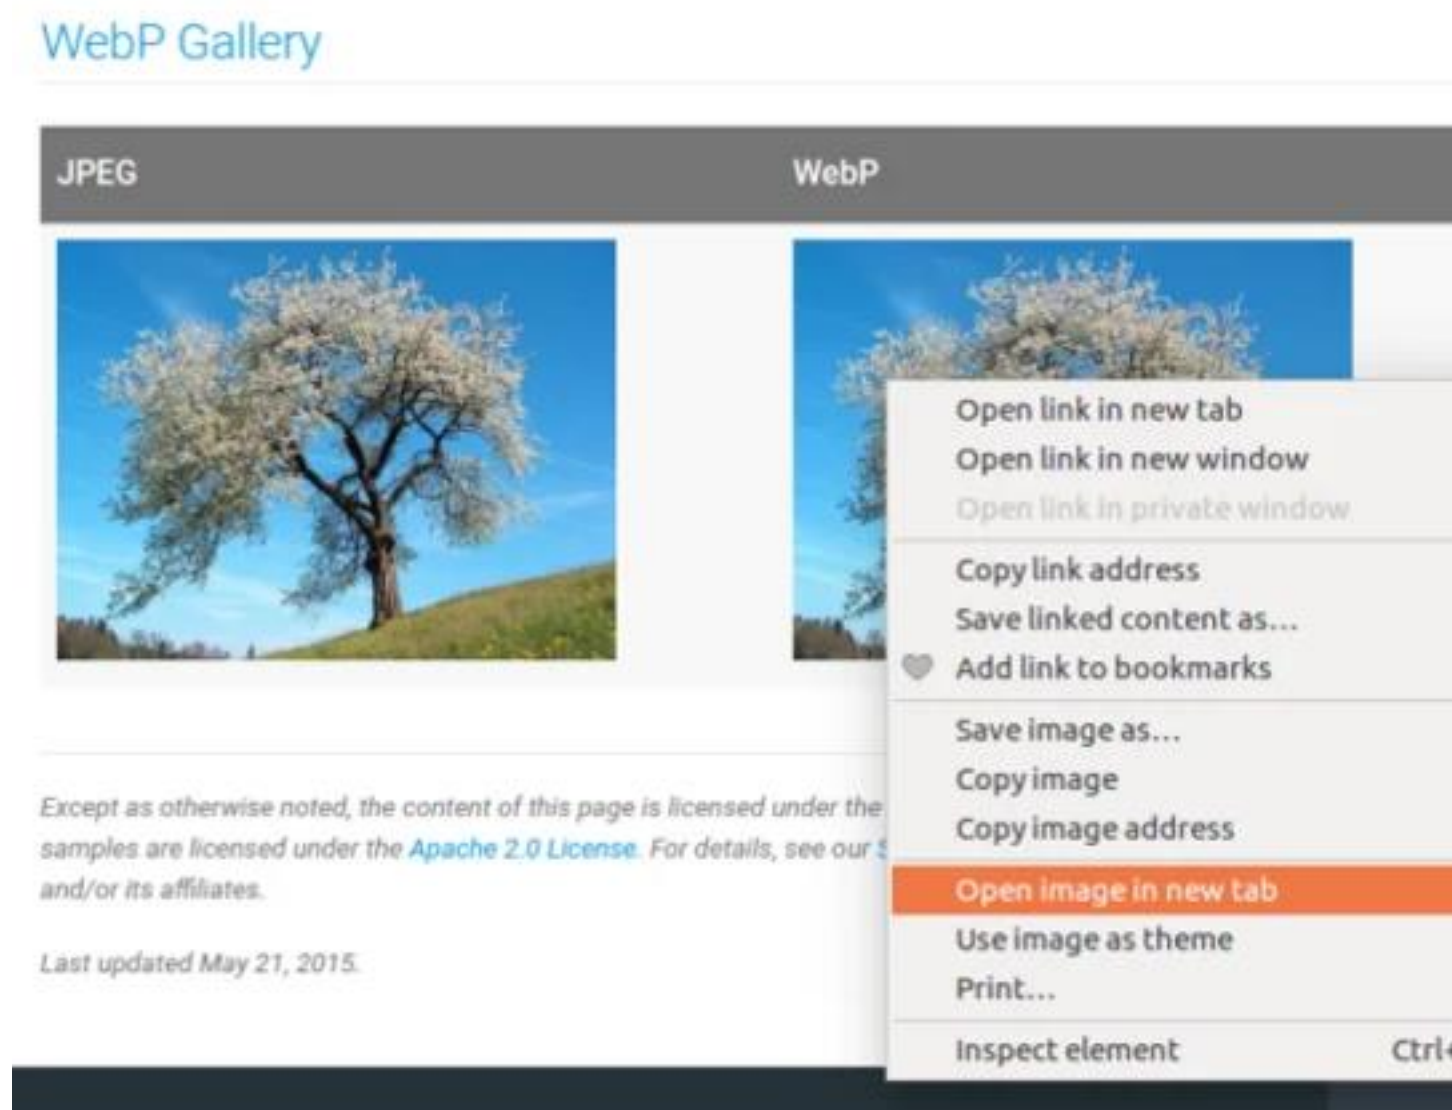 WebP Gallery
JPEG WebP
Open link in new tab
Open link in new window
Open link in private window
Copy link address
Save linked content as...
Add link to bookmarks
Save image as...
Copy image
Copy image address
Open image in new tab
Use image as theme
Print...
Inspect element Ctrl+
Except as otherwise noted, the content of this page is licensed under the
samples are licensed under the Apache 2.0 License. For details, see our
and/or its affiliates.
Last updated May 21, 2015.